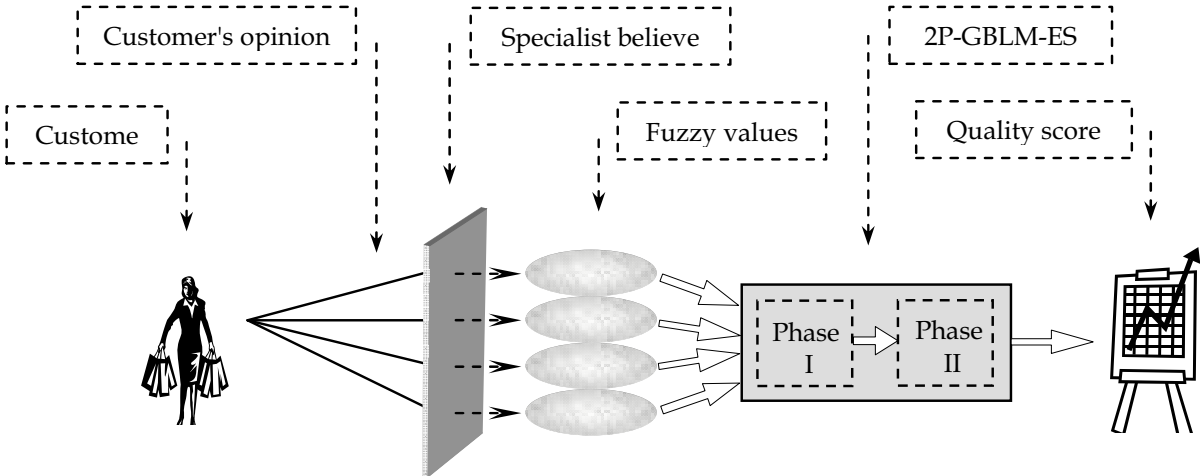 Customer's opinion
Specialist believe
2P-GBLM-ES
Custome
Fuzzy values
Quality score
Phase
I
Phase
II